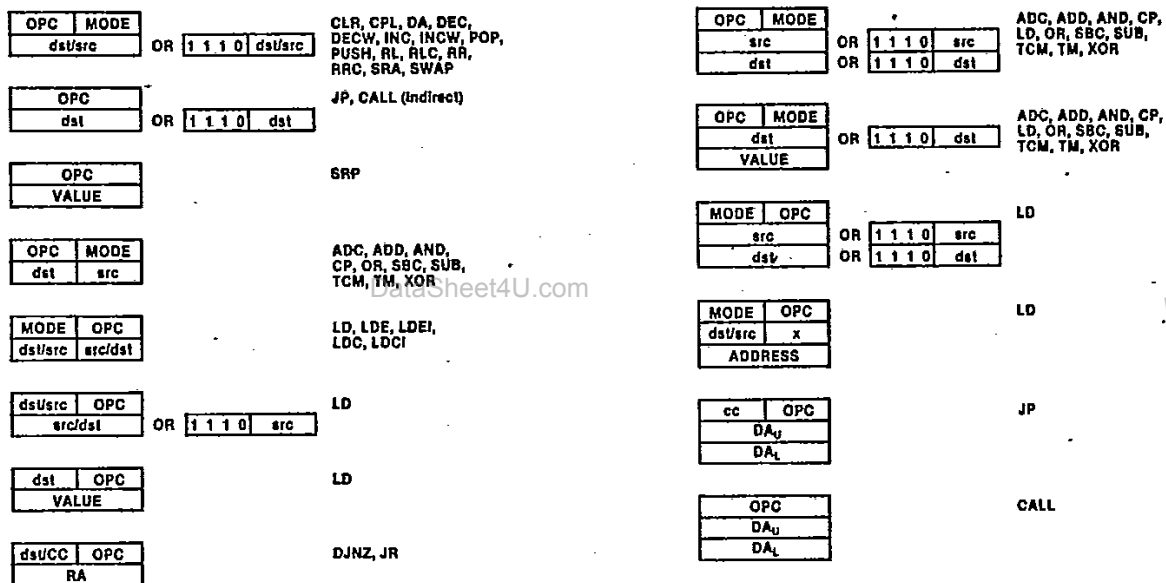 OPC MODE
dst/src OR 1 1 1 0 dst/src
CLR, CPL, DA, DEC,
DECW, INC, INCW, POP,
PUSH, RL, RLC, RR,
RRC, SRA, SWAP
OPC
dst OR 1 1 1 0 dst
JP, CALL (Indirect)
OPC
VALUE
SRP
OPC MODE
dst src
ADC, ADD, AND,
CP, OR, SBC, SUB,
TCM, TM, XOR
MODE OPC
dst/src src/dst
LD, LDE, LDEI,
LDC, LDCI
dst/src OPC
src/dst OR 1 1 1 0 src
LD
dst OPC
VALUE
LD
dst/CC OPC
RA
DJNZ, JR
OPC MODE
src OR 1 1 1 0 src
dst OR 1 1 1 0 dst
ADC, ADD, AND, CP,
LD, OR, SBC, SUB,
TCM, TM, XOR
OPC MODE
dst OR 1 1 1 0 dst
VALUE
ADC, ADD, AND, CP,
LD, OR, SBC, SUB,
TCM, TM, XOR
MODE OPC
src OR 1 1 1 0 src
dst OR 1 1 1 0 dst
LD
MODE OPC
dst/src x
ADDRESS
LD
cc OPC
DAU
DAL
JP
OPC
DAU
DAL
CALL
DataSheet4U.com